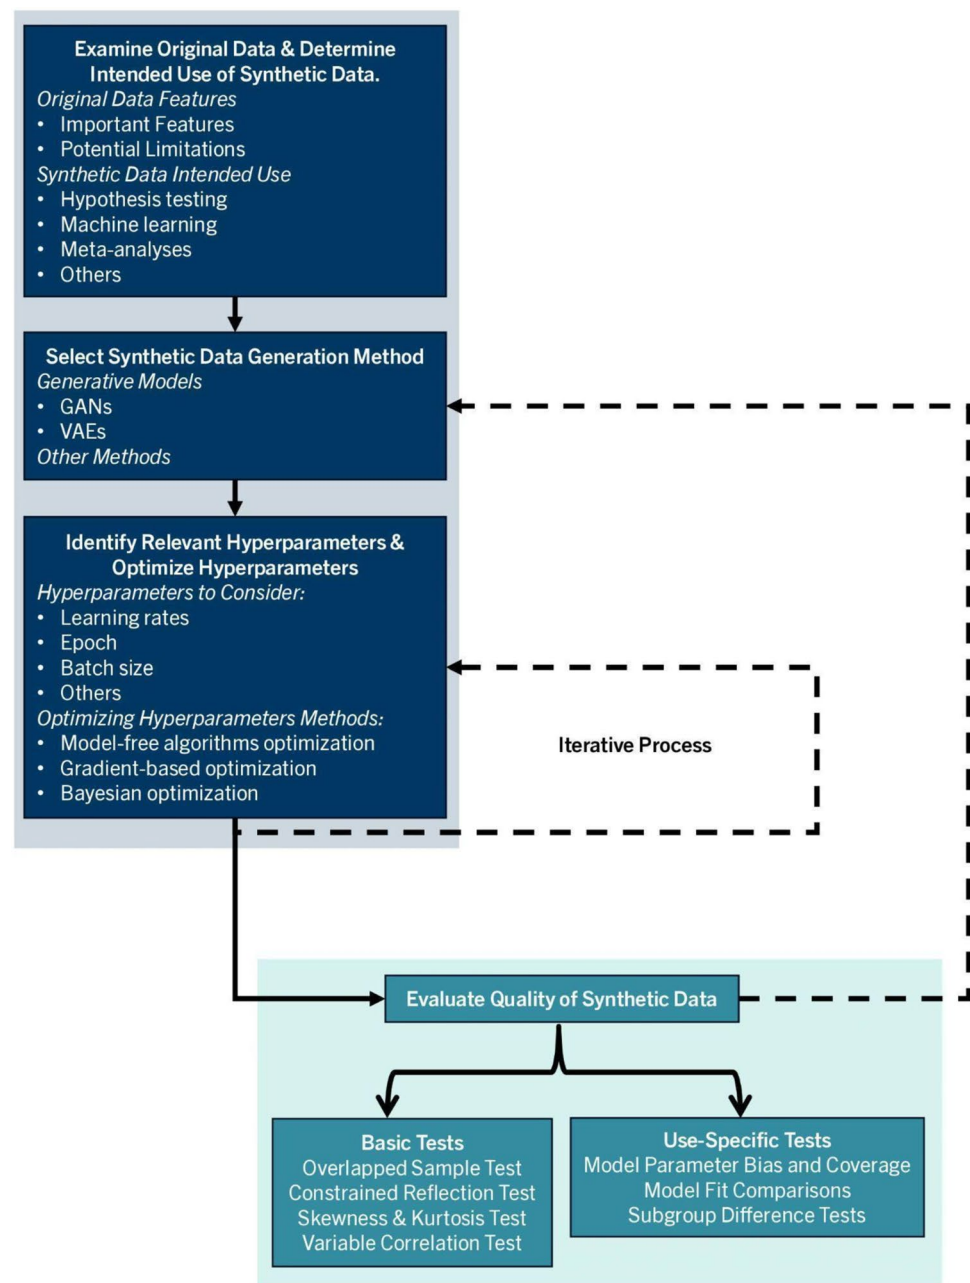 Examine Original Data & Determine
Intended Use of Synthetic Data.
Original Data Features
• Important Features
• Potential Limitations
Synthetic Data Intended Use
• Hypothesis testing
• Machine learning
• Meta-analyses
• Others
Select Synthetic Data Generation Method
Generative Models
• GANs
• VAEs
Other Methods
Identify Relevant Hyperparameters &
Optimize Hyperparameters
Hyperparameters to Consider:
• Learning rates
• Epoch
• Batch size
• Others
Optimizing Hyperparameters Methods:
• Model-free algorithms optimization
• Gradient-based optimization
• Bayesian optimization
Iterative Process
Evaluate Quality of Synthetic Data
Basic Tests
Overlapped Sample Test
Constrained Reflection Test
Skewness & Kurtosis Test
Variable Correlation Test
Use-Specific Tests
Model Parameter Bias and Coverage
Model Fit Comparisons
Subgroup Difference Tests